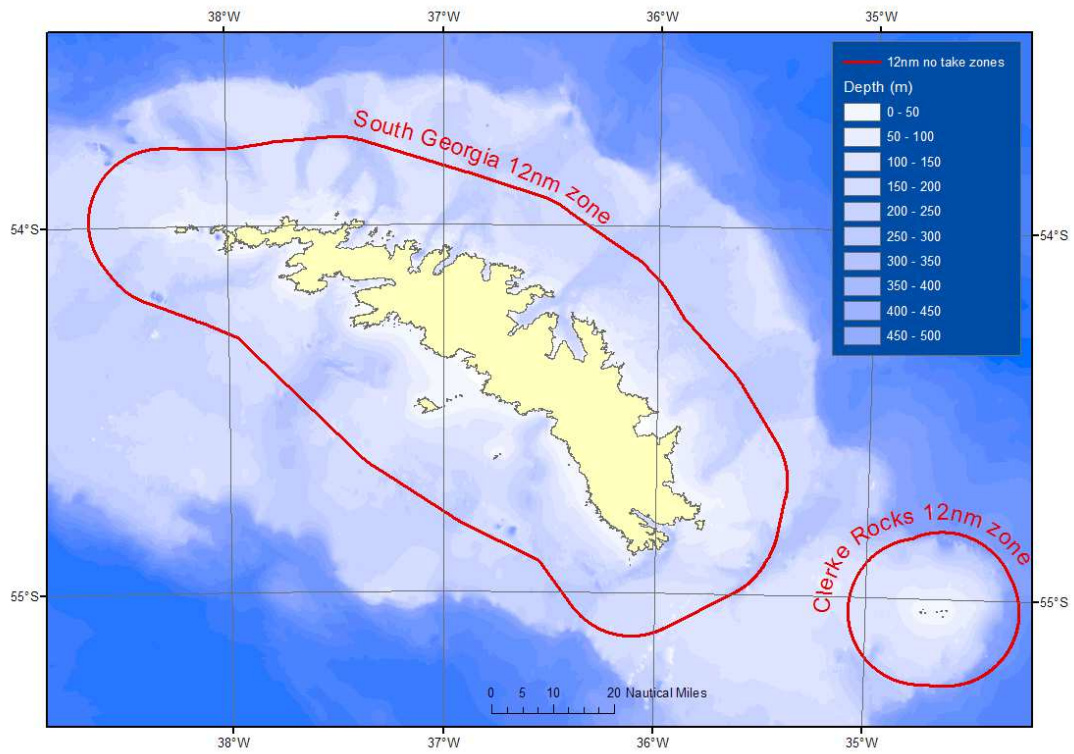 38°W 37°W 36°W 35°W
12nm no take zones
Depth (m)
0 - 50
50 - 100
100 - 150
150 - 200
200 - 250
250 - 300
300 - 350
350 - 400
400 - 450
450 - 500
South Georgia 12nm zone
54°S 54°S
Clerke Rocks 12nm zone
55°S 55°S
0 5 10 20 Nautical Miles
38°W 37°W 36°W 35°W